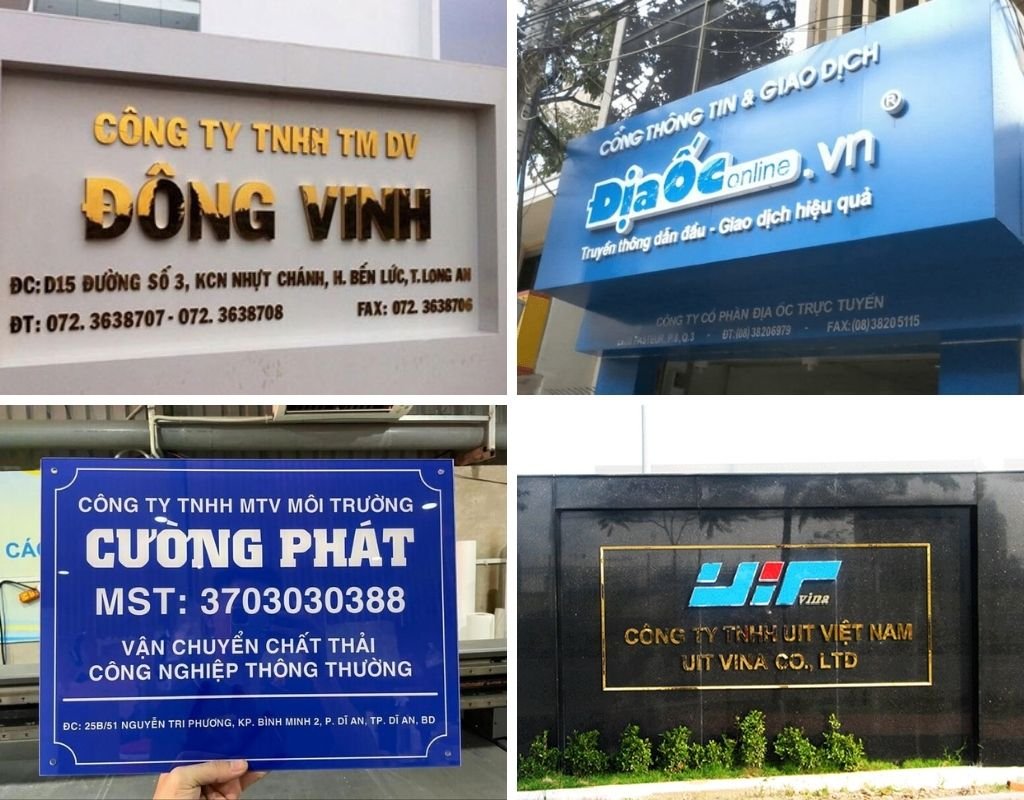 CÔNG TY TNHH TM DV
ĐÔNG VINH
ĐC: D15 ĐƯỜNG SỐ 3, KCN NHỰT CHÁNH, H. BẾN LỨC, T. LONG AN
ĐT: 072. 3638707 - 072. 3638708 FAX: 072. 3638706
CỔNG THÔNG TIN & GIAO DỊCH
ĐịaỐc online .vn ®
Truyền thông dẫn đầu - Giao dịch hiệu quả
CÔNG TY CỔ PHẦN ĐỊA ỐC TRỰC TUYẾN
PASTEUR, P.6, Q.3 - ĐT: (08) 38206979 - FAX: (08) 3820 5115
CÁC
CÔNG TY TNHH MTV MÔI TRƯỜNG
CƯỜNG PHÁT
MST: 3703030388
VẬN CHUYỂN CHẤT THẢI
CÔNG NGHIỆP THÔNG THƯỜNG
ĐC: 25B/51 NGUYỄN TRI PHƯƠNG, KP. BÌNH MINH 2, P. DĨ AN, TP. DĨ AN, BD
UIT vina
CÔNG TY TNHH UIT VIỆT NAM
UIT VINA CO., LTD